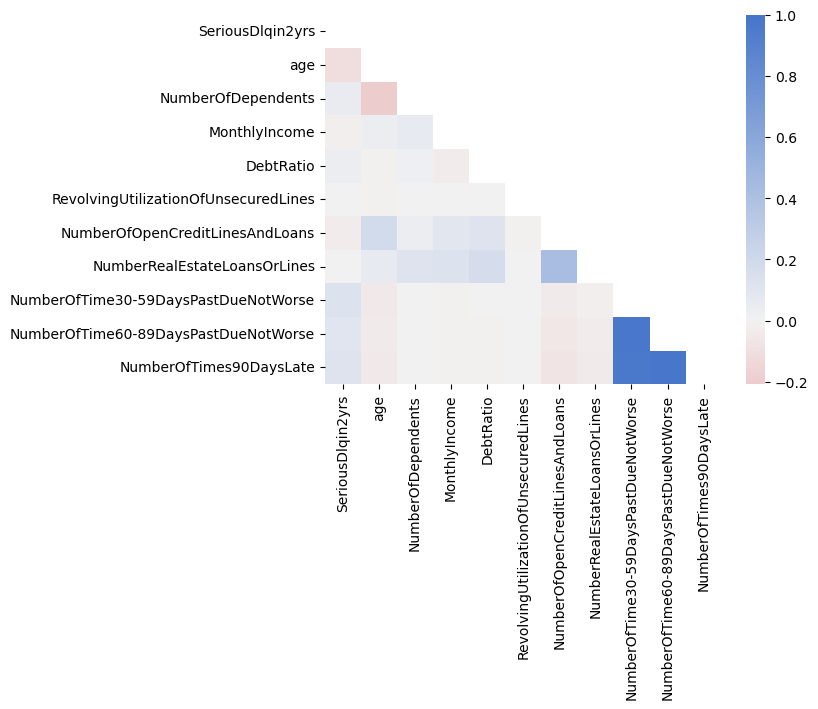 SeriousDlqin2yrs
age
NumberOfDependents
MonthlyIncome
DebtRatio
RevolvingUtilizationOfUnsecuredLines
NumberOfOpenCreditLinesAndLoans
NumberRealEstateLoansOrLines
NumberOfTime30-59DaysPastDueNotWorse
NumberOfTime60-89DaysPastDueNotWorse
NumberOfTimes90DaysLate
SeriousDlqin2yrs
age
NumberOfDependents
MonthlyIncome
DebtRatio
RevolvingUtilizationOfUnsecuredLines
NumberOfOpenCreditLinesAndLoans
NumberRealEstateLoansOrLines
NumberOfTime30-59DaysPastDueNotWorse
NumberOfTime60-89DaysPastDueNotWorse
NumberOfTimes90DaysLate
1.0
0.8
0.6
0.4
0.2
0.0
−0.2